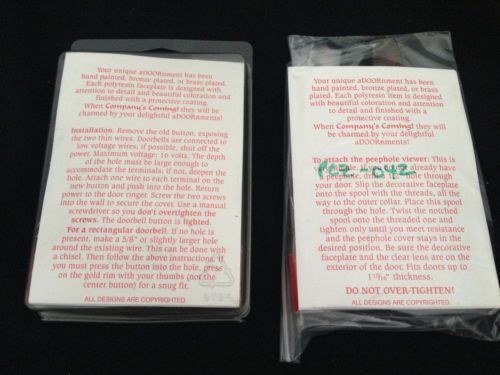 Your unique aDOORnment has been
hand painted, bronze plated, or brass plated.
Each polyresin faceplate is designed with
attention to detail and beautiful coloration and
finished with a protective coating.
When Company's Coming! they will be
charmed by your delightful aDOORnments!
Installation: Remove the old button, exposing
the two thin wires. Doorbells are connected to
low voltage wires; if possible, shut off the
power. Maximum voltage: 16 volts. The depth
of the hole must be large enough to
accommodate the terminals, if not, deepen the
hole. Attach one wire to each terminal on the
new button and push into the hole. Return
power to the door ringer. Screw the two screws
into the wall to secure the cover. Use a manual
screwdriver so you don't overtighten the
screws. The doorbell button is lighted.
For a rectangular doorbell: If no hole is
present, make a 5/8" or slightly larger hole
around the existing wire. This can be done with
a chisel. Then follow the above instructions. if
you must press the button into the hole, press
on the gold rim with your thumbs (not the
center button) for a snug fit.
ALL DESIGNS ARE COPYRIGHTED
Your unique aDOORnment has been
hand painted, bronze plated, or brass plated.
Each polyresin item is designed with
beautiful coloration and attention to detail
and finished with a protective coating.
When Company's Coming! they will
be charmed by your delightful
aDOORnments!
To attach the peephole viewer: This is
already have
a peephole,
your door. Slip the decorative faceplate
onto the spool with the threads, all the
way to the outer collar. Place this spool
through the hole. Twist the notched
spool onto the threaded one and
tighten only until you meet resistance
and the peephole cover stays in the
desired position. Be sure the decorative
faceplate and the clear lens are on the
exterior of the door. Fits doors up to
thickness.
DO NOT OVER-TIGHTEN!
ALL DESIGNS ARE COPYRIGHTED